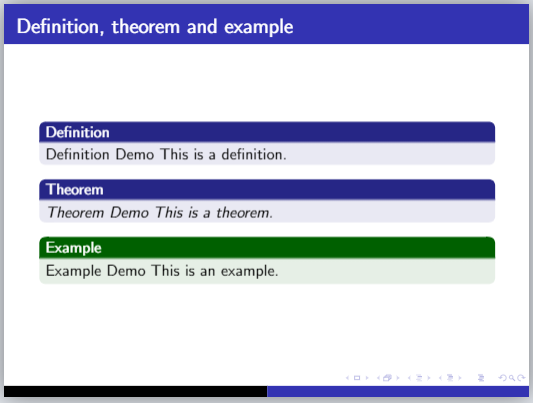 Definition, theorem and example
Definition
Definition Demo This is a definition.
Theorem
Theorem Demo This is a theorem.
Example
Example Demo This is an example.